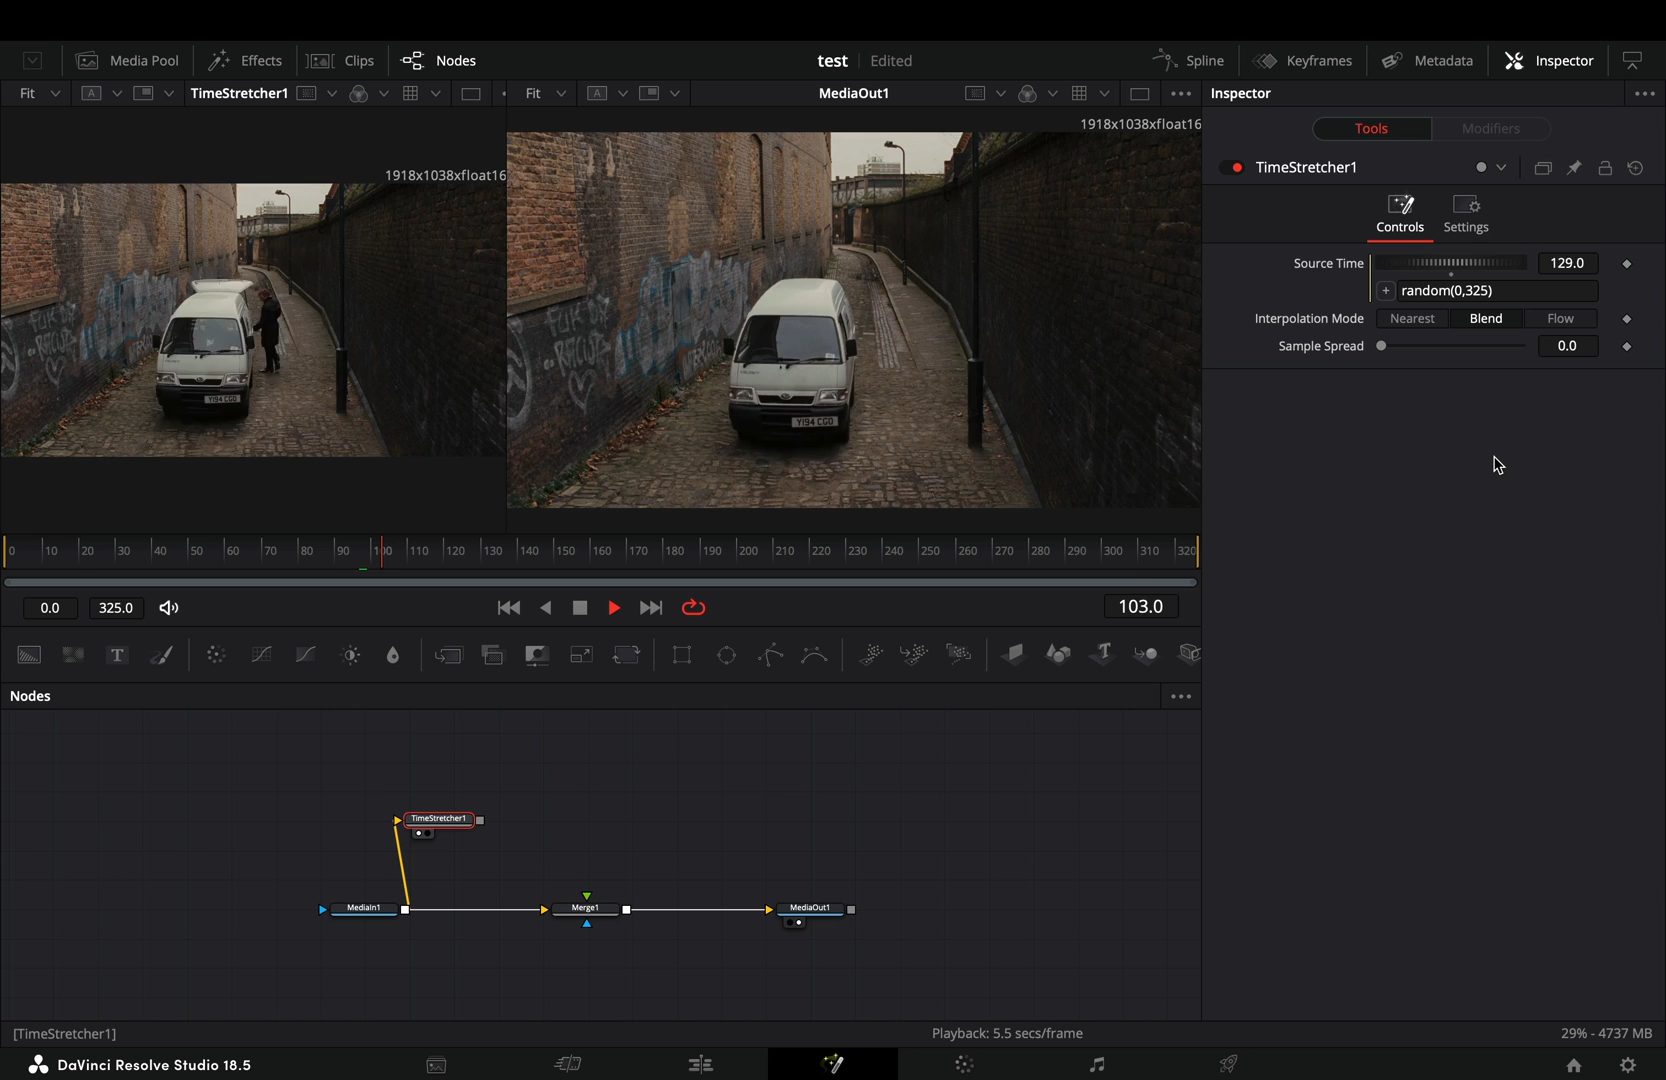 Media Pool
Effects
Clips
Nodes
test
Edited
Spline
Keyframes
Metadata
Inspector
Fit
A
TimeStretcher1
Fit
A
MediaOut1
Inspector
1918x1038xfloat16
1918x1038xfloat16
Tools
Modifiers
TimeStretcher1
Controls
Settings
Source Time
129.0
+
random(0,325)
Interpolation Mode
Nearest
Blend
Flow
Sample Spread
0.0
Y194 CGO
Y194 CGO
0 10 20 30 40 50 60 70 80 90 100 110 120 130 140 150 160 170 180 190 200 210 220 230 240 250 260 270 280 290 300 310 320
0.0
325.0
103.0
T
Nodes
TimeStretcher1
MediaIn1
Merge1
MediaOut1
[TimeStretcher1]
Playback: 5.5 secs/frame
29% - 4737 MB
DaVinci Resolve Studio 18.5